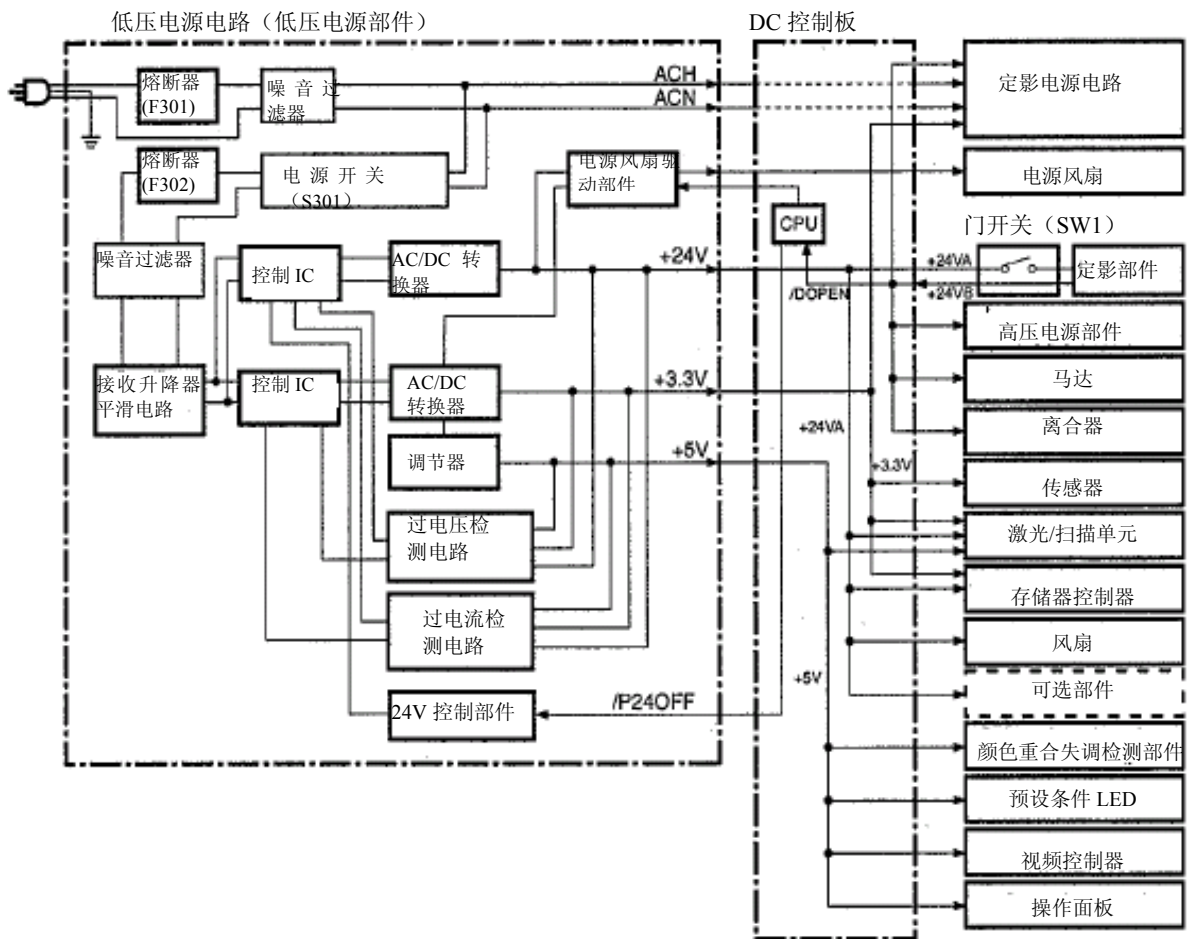 低压电源电路（低压电源部件）
DC 控制板
熔断器
(F301)
噪 音 过
滤器
ACH
ACN
定影电源电路
熔断器
(F302)
电 源 开 关
（S301）
电源风扇驱
动部件
电源风扇
CPU
门开关（SW1）
噪音过滤器
控制 IC
AC/DC 转
换器
+24V
/DOPEN
+24VA
+24VB
定影部件
高压电源部件
接收升降器
平滑电路
控制 IC
AC/DC
转换器
+3.3V
马达
+24VA
离合器
调节器
+5V
+3.3V
传感器
过电压检
测电路
激光/扫描单元
过电流检
测电路
存储器控制器
风扇
+5V
可选部件
24V 控制部件
/P24OFF
颜色重合失调检测部件
预设条件 LED
视频控制器
操作面板